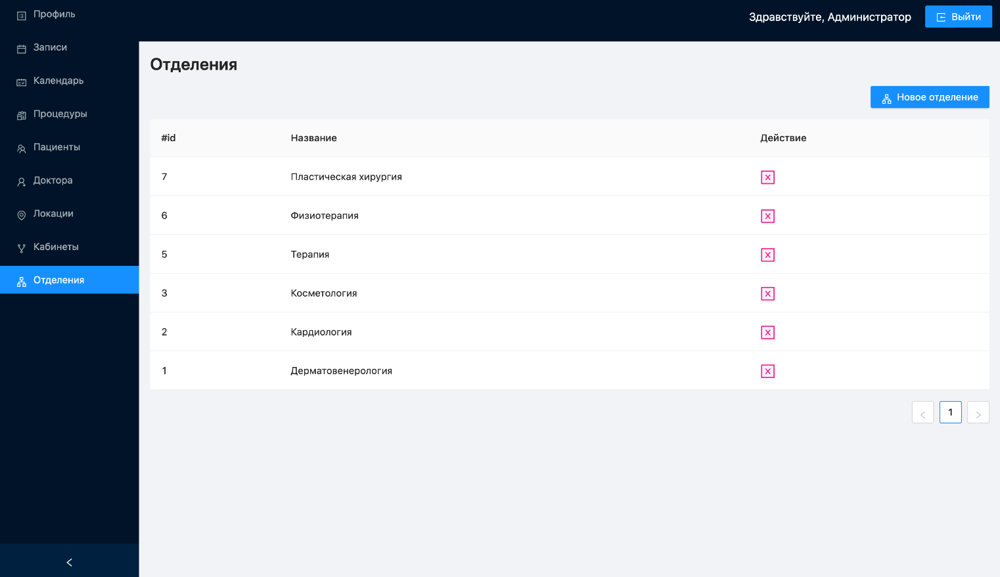 Профиль
Здравствуйте, Администратор
Выйти
Записи
Календарь
Процедуры
Пациенты
Доктора
Локации
Кабинеты
Отделения
Отделения
Новое отделение
#id Название Действие
7 Пластическая хирургия x
6 Физиотерапия x
5 Терапия x
3 Косметология x
2 Кардиология x
1 Дерматовенерология x
< 1 >
<